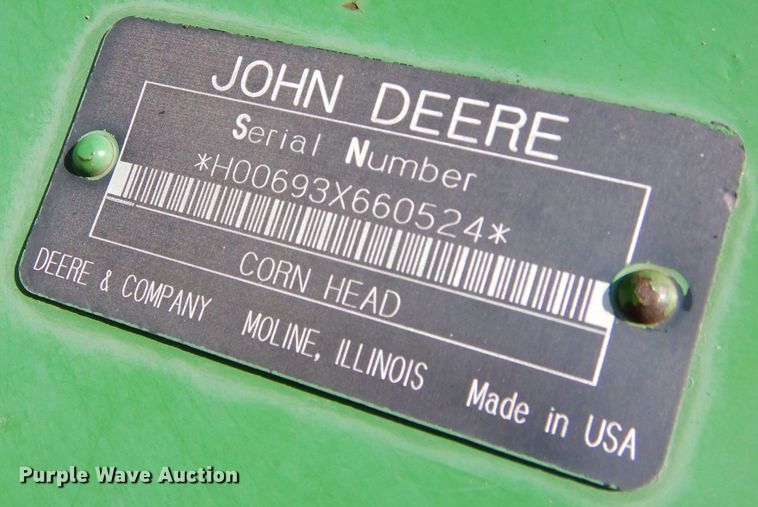 JOHN DEERE
Serial Number
*H00693X660524*
CORN HEAD
DEERE & COMPANY MOLINE, ILLINOIS Made in USA
Purple Wave Auction